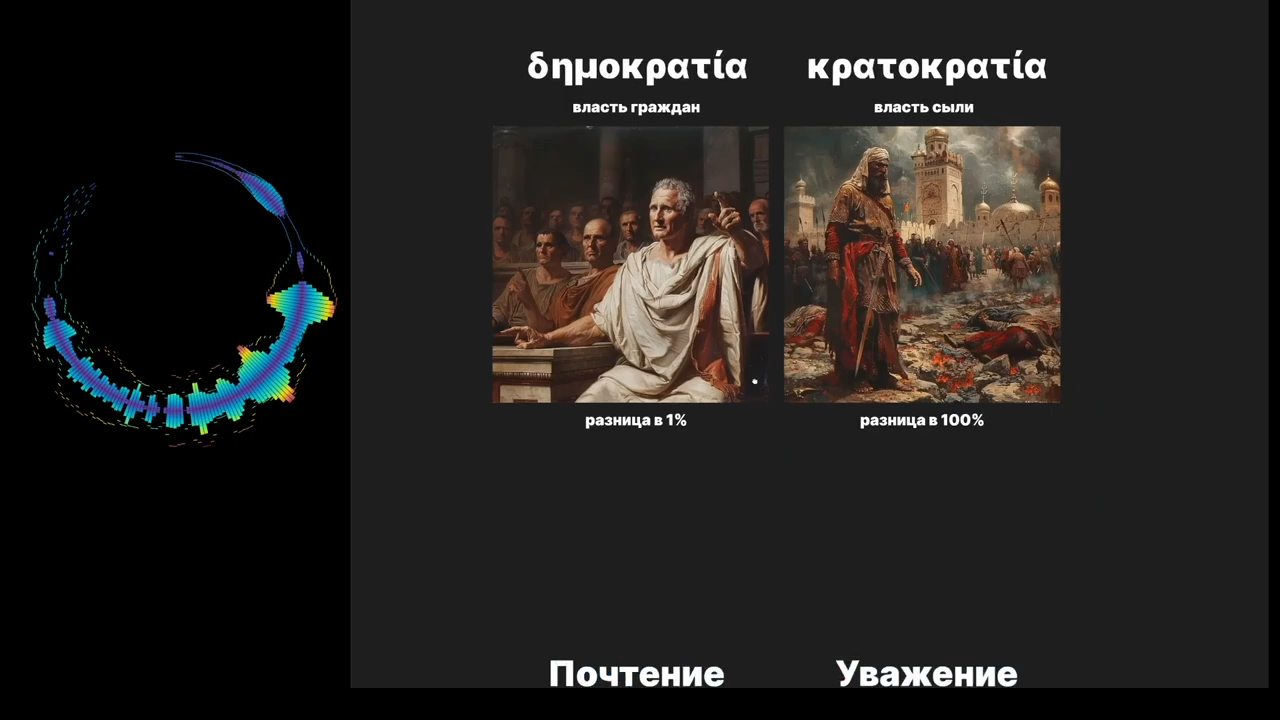 δημοκρατία
κρατοκρατία
власть граждан
власть сыли
разница в 1%
разница в 100%
Почтение
Уважение